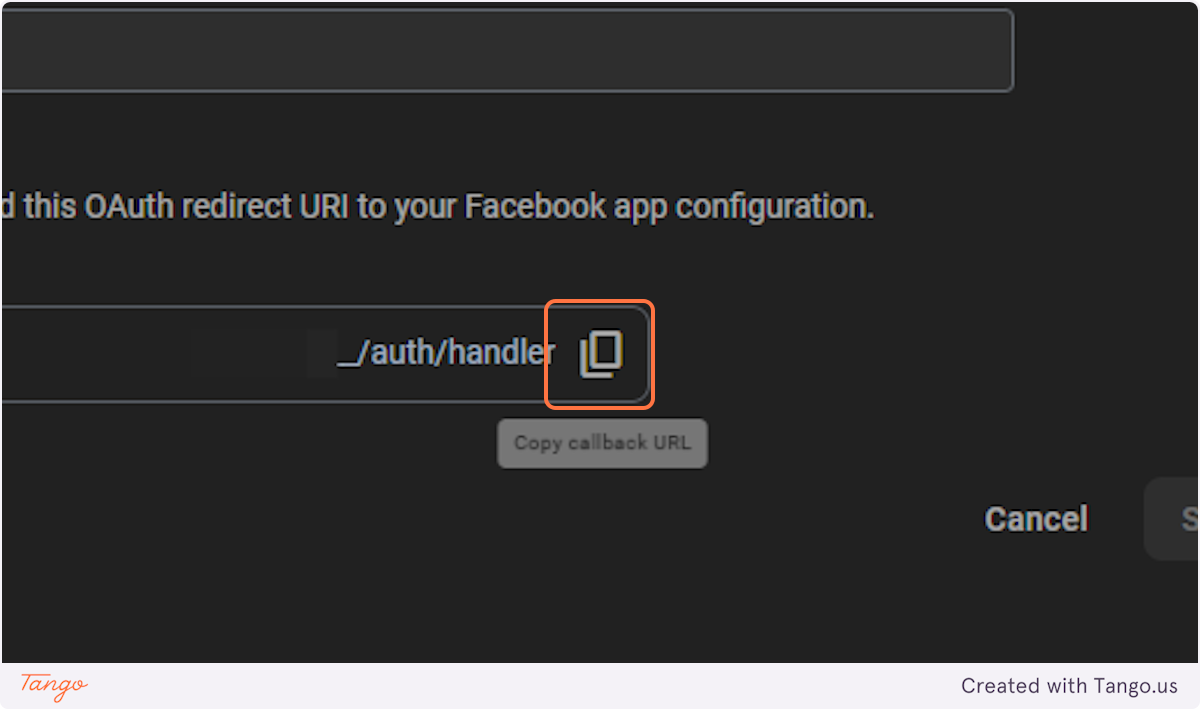 d this OAuth redirect URI to your Facebook app configuration.
__/auth/handler
Copy callback URL
Cancel
S
Tango
Created with Tango.us